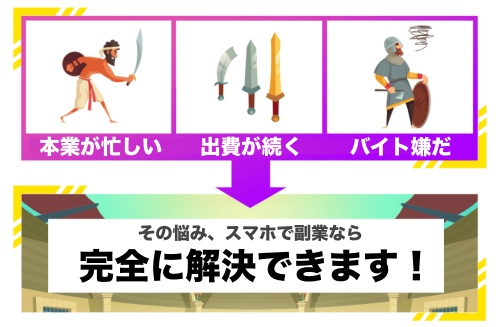 本業が忙しい
出費が続く
バイト嫌だ
その悩み、スマホで副業なら
完全に解決できます！